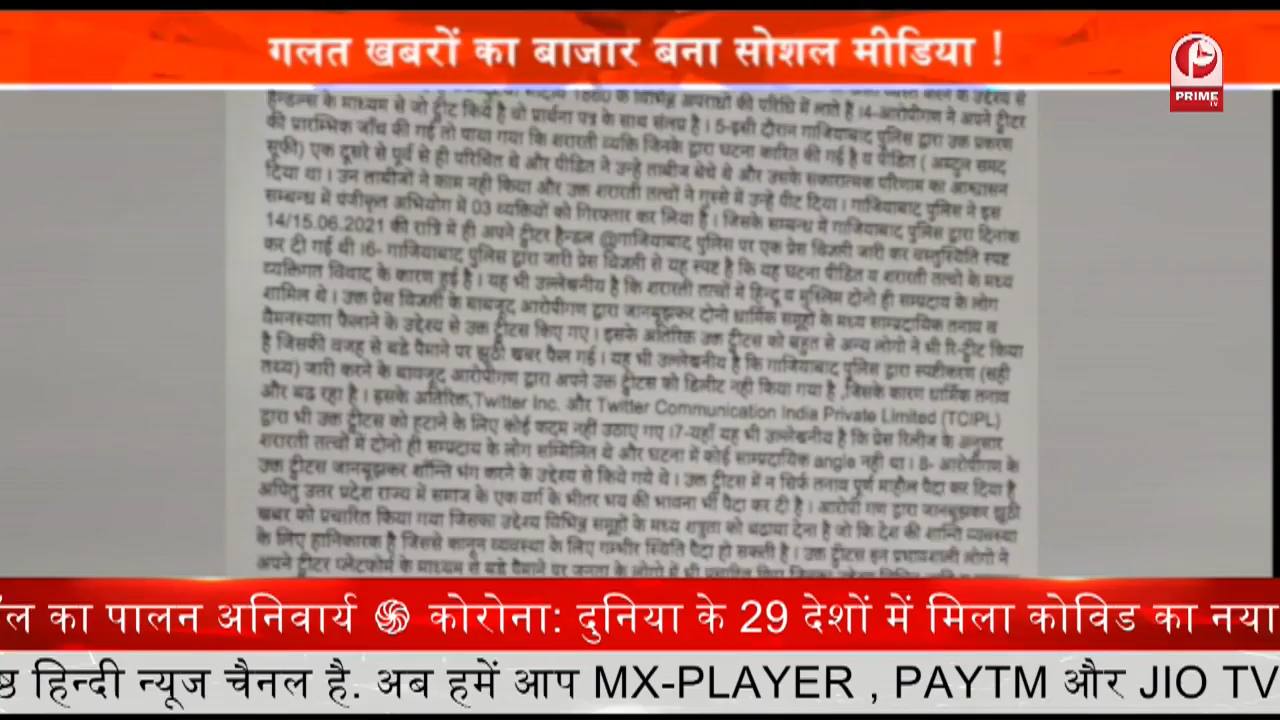 गलत खबरों का बाजार बना सोशल मीडिया !
PRIME
TV
1860 के विभिन्न अपराधों की परिधि में लाते है ।4-आरोपीगण ने अपने ट्वीटर
हैन्डल्स के माध्यम से जो ट्वीट किये है वो प्रार्थना पत्र के साथ संलग्न है । 5-इसी दौरान गाजियाबाद पुलिस द्वारा उक्त प्रकरण
की प्रारम्भिक जाँच की गई तो पाया गया कि शरारती व्यक्ति जिनके द्वारा घटना कारित की गई है व पीडित ( अब्दुल समद
सूफी) एक दूसरे से पूर्व से ही परिचित थे और पीडित ने उन्हे ताबीज बेचे थे और उसके सकारात्मक परिणाम का आश्वासन
दिया था । उन ताबीजों ने काम नही किया और उक्त शरारती तत्वों ने गुस्से में उन्हे पीट दिया । गाजियाबाद पुलिस ने इस
सम्बन्ध में पंजीकृत अभियोग में 03 व्यक्तियों को गिरफ्तार कर लिया है । जिसके सम्बन्ध में गाजियाबाद पुलिस द्वारा दिनांक
14/15.06.2021 की रात्रि में ही अपने ट्वीटर हैन्डल @गाजियाबाद पुलिस पर एक प्रेस विज्ञप्ती जारी कर वस्तुस्थिति स्पष्ट
कर दी गई थी ।6- गाजियाबाद पुलिस द्वारा जारी प्रेस विज्ञप्ती से यह स्पष्ट है कि यह घटना पीडित व शरारती तत्वों के मध्य
व्यक्तिगत विवाद के कारण हुई है । यह भी उल्लेखनीय है कि शरारती तत्वों में हिन्दू व मुस्लिम दोनो ही सम्प्रदाय के लोग
शामिल थे । उक्त प्रेस विज्ञप्ती के बावजूद आरोपीगण द्वारा जानबूझकर दोनो धार्मिक समूहो के मध्य साम्प्रदायिक तनाव व
वैमनस्यता फैलाने के उद्देश्य से उक्त ट्वीटस किए गए । इसके अतिरिक्त उक्त ट्वीटस को बहुत से अन्य लोगो ने भी रि-ट्वीट किया
है जिसकी वजह से बडे पैमाने पर झूठी खबर फैल गई । यह भी उल्लेखनीय है कि गाजियाबाद पुलिस द्वारा स्पष्टीकरण (सही
तथ्य) जारी करने के बावजूद आरोपीगण द्वारा अपने उक्त ट्वीटस को डिलीट नही किया गया है ,जिसके कारण धार्मिक तनाव
और बढ रहा है । इसके अतिरिक्त,Twitter Inc. और Twitter Communication India Private Limited (TCIPL)
द्वारा भी उक्त ट्वीटस को हटाने के लिए कोई कदम नहीं उठाए गए ।7-यहाँ यह भी उल्लेखनीय है कि प्रेस रिलीज के अनुसार
शरारती तत्वों में दोनो ही सम्प्रदाय के लोग सम्मिलित थे और घटना में कोई साम्प्रदायिक angle नही था । 8- आरोपीगण के
उक्त ट्वीटस जानबूझकर शान्ति भंग करने के उद्देश्य से किये गये थे । उक्त ट्वीटस में न सिर्फ तनाव पूर्ण माहौल पैदा कर दिया है
अपितु उत्तर प्रदेश राज्य में समाज के एक वर्ग के भीतर भय की भावना भी पैदा कर दी है । आरोपी गण द्वारा जानबूझकर झूठी
खबर को प्रचारित किया गया जिसका उद्देश्य विभिन्न समूहों के मध्य शत्रुता को बढावा देना है जो कि देश की शान्ति व्यवस्था
के लिए हानिकारक है जिससे कानून व्यवस्था के लिए गम्भीर स्थिति पैदा हो सकती है । उक्त ट्वीटस इन प्रभावशाली लोगो ने
अपने ट्वीटर प्लेटफोर्म के माध्यम से बडे पैमाने पर जनता के लोगो में भी प्रचारित किए
ॉल का पालन अनिवार्य கொरोना: दुनिया के 29 देशों में मिला कोविड का नया
ष्ठ हिन्दी न्यूज चैनल है. अब हमें आप MX-PLAYER , PAYTM और JIO TV